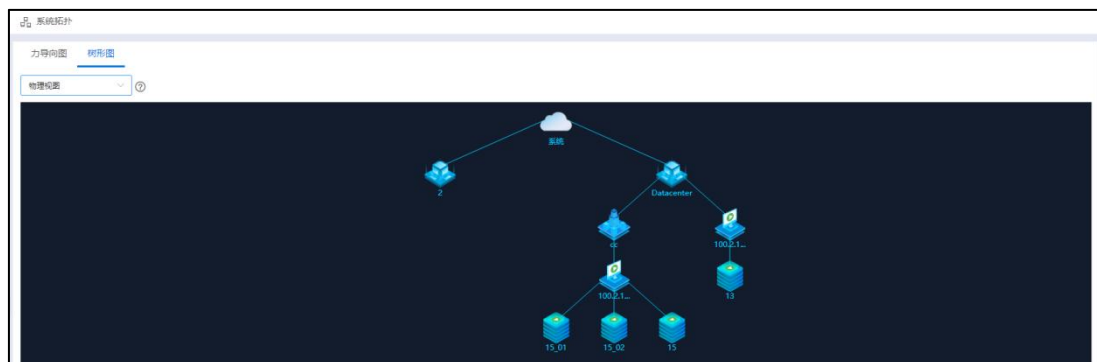 系统拓扑
力导向图 树形图
物理视图
系统
2 Datacenter
cc 100.2.1...
100.2.1... 13
15_01 15_02 15